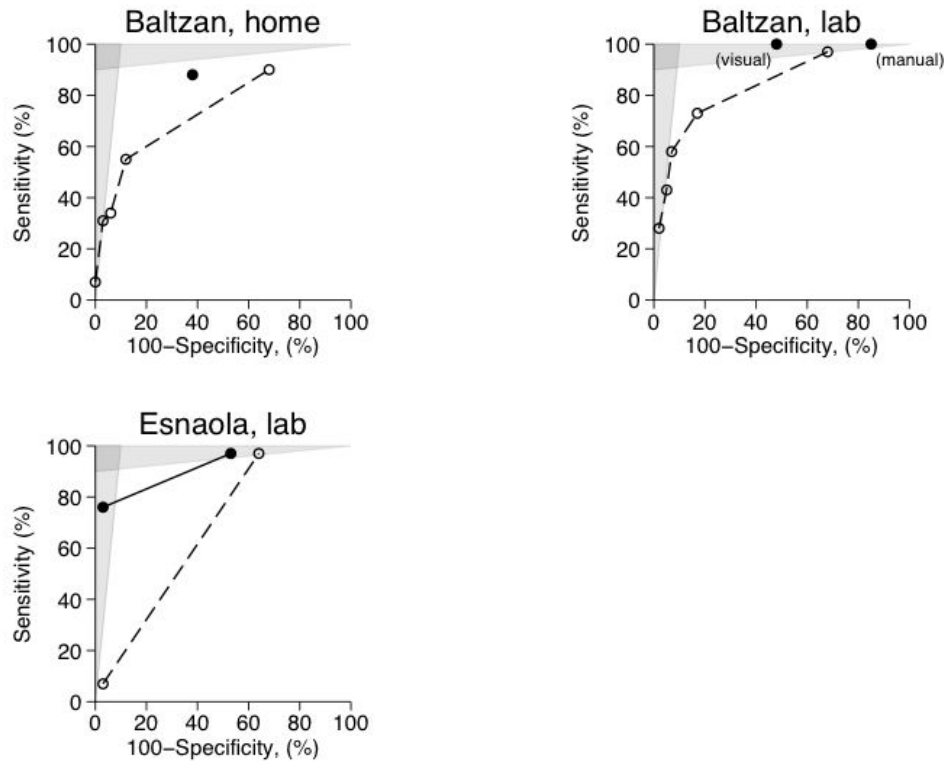 Baltzan, home
100
80
60
40
20
0
Sensitivity (%)
0 20 40 60 80 100
100−Specificity, (%)
Baltzan, lab
100
80
60
40
20
0
Sensitivity (%)
(visual) (manual)
0 20 40 60 80 100
100−Specificity, (%)
Esnaola, lab
100
80
60
40
20
0
Sensitivity (%)
0 20 40 60 80 100
100−Specificity, (%)